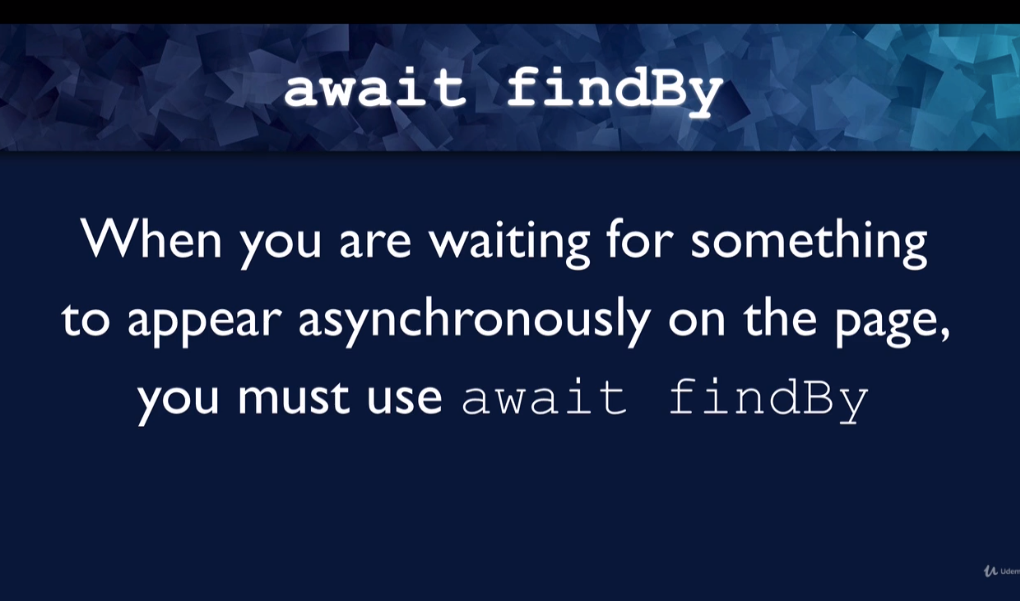 await findBy
When you are waiting for something
to appear asynchronously on the page,
you must use await findBy